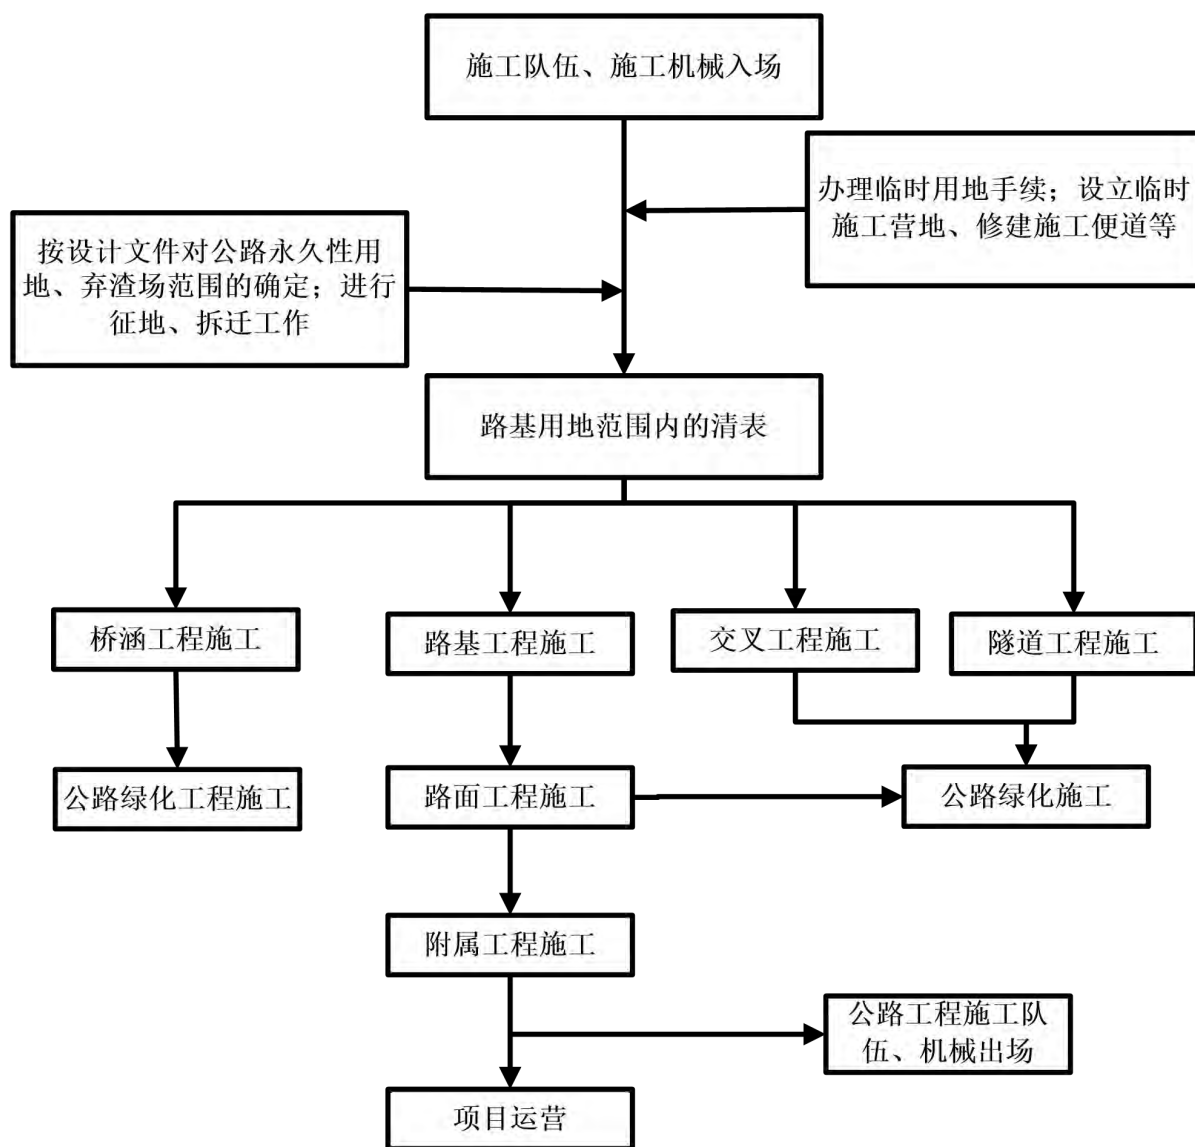 施工队伍、施工机械入场
办理临时用地手续；设立临时
施工营地、修建施工便道等
按设计文件对公路永久性用
地、弃渣场范围的确定；进行
征地、拆迁工作
路基用地范围内的清表
桥涵工程施工
路基工程施工
交叉工程施工
隧道工程施工
公路绿化工程施工
路面工程施工
公路绿化施工
附属工程施工
公路工程施工队
伍、机械出场
项目运营